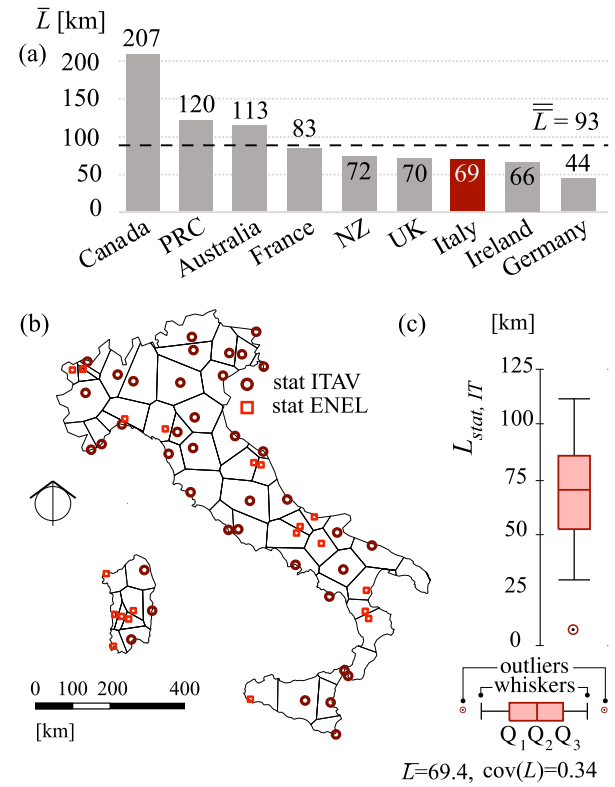 L̅ [km]
(a)
207
200
150
120
113
83
L̿ = 93
100
50
0
72
70
69
66
44
Canada
PRC
Australia
France
NZ
UK
Italy
Ireland
Germany
(b)
stat ITAV
stat ENEL
0 100 200 400
[km]
(c)
[km]
L stat, IT
125
100
75
50
25
0
outliers
whiskers
Q1 Q2 Q3
L̅=69.4, cov(L)=0.34